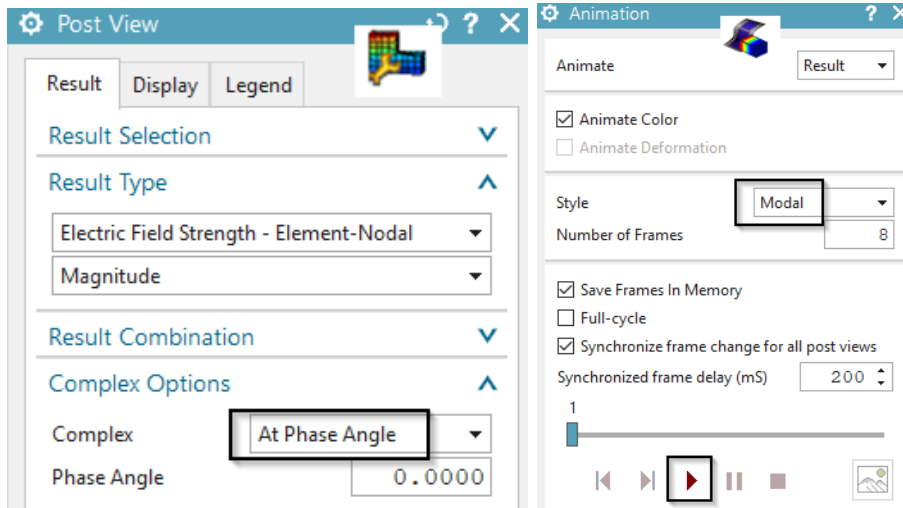 Post View
Result Display Legend
Result Selection
Result Type
Electric Field Strength - Element-Nodal
Magnitude
Result Combination
Complex Options
Complex At Phase Angle
Phase Angle 0.0000
Animation
Animate Result
Animate Color
Animate Deformation
Style Modal
Number of Frames 8
Save Frames In Memory
Full-cycle
Synchronize frame change for all post views
Synchronized frame delay (mS) 200
1